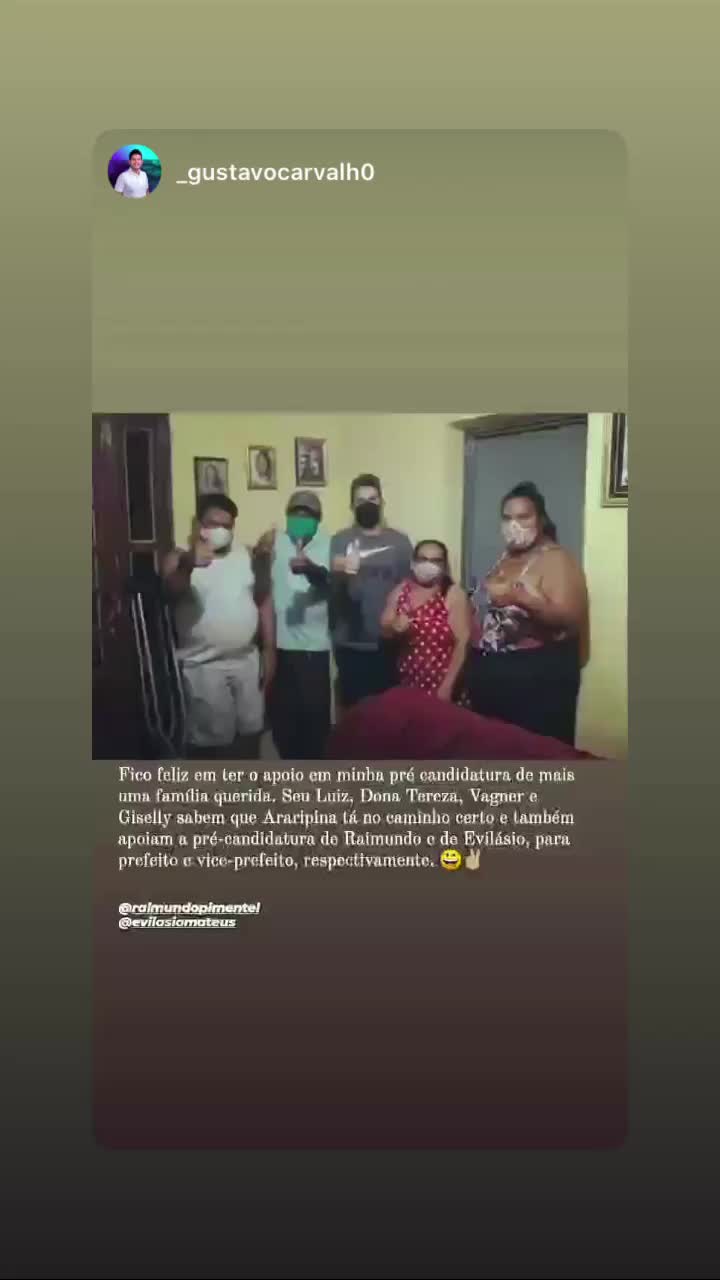 _gustavocarvalh0
Fico feliz em ter o apoio em minha pré candidatura de mais
uma família querida. Seu Luiz, Dona Tereza, Vagner e
Giselly sabem que Araripina tá no caminho certo e também
apoiam a pré-candidatura de Raimundo e de Evilásio, para
prefeito e vice-prefeito, respectivamente. 😄✌🏼
@raimundopimentel
@evilasiomateus